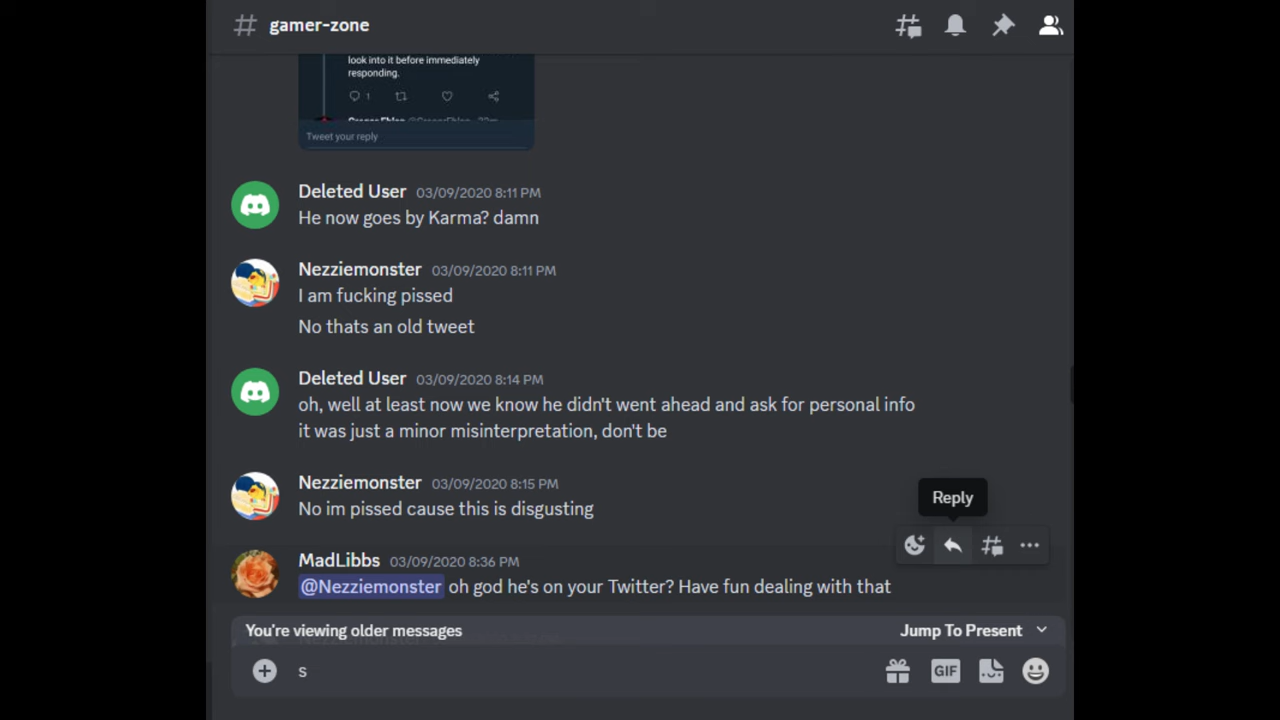 gamer-zone
look into it before immediately
responding.
1
Tweet your reply
Deleted User 03/09/2020 8:11 PM
He now goes by Karma? damn
Nezziemonster 03/09/2020 8:11 PM
I am fucking pissed
No thats an old tweet
Deleted User 03/09/2020 8:14 PM
oh, well at least now we know he didn't went ahead and ask for personal info
it was just a minor misinterpretation, don't be
Nezziemonster 03/09/2020 8:15 PM
No im pissed cause this is disgusting
Reply
MadLibbs 03/09/2020 8:36 PM
@Nezziemonster oh god he's on your Twitter? Have fun dealing with that
You're viewing older messages Jump To Present
s
GIF